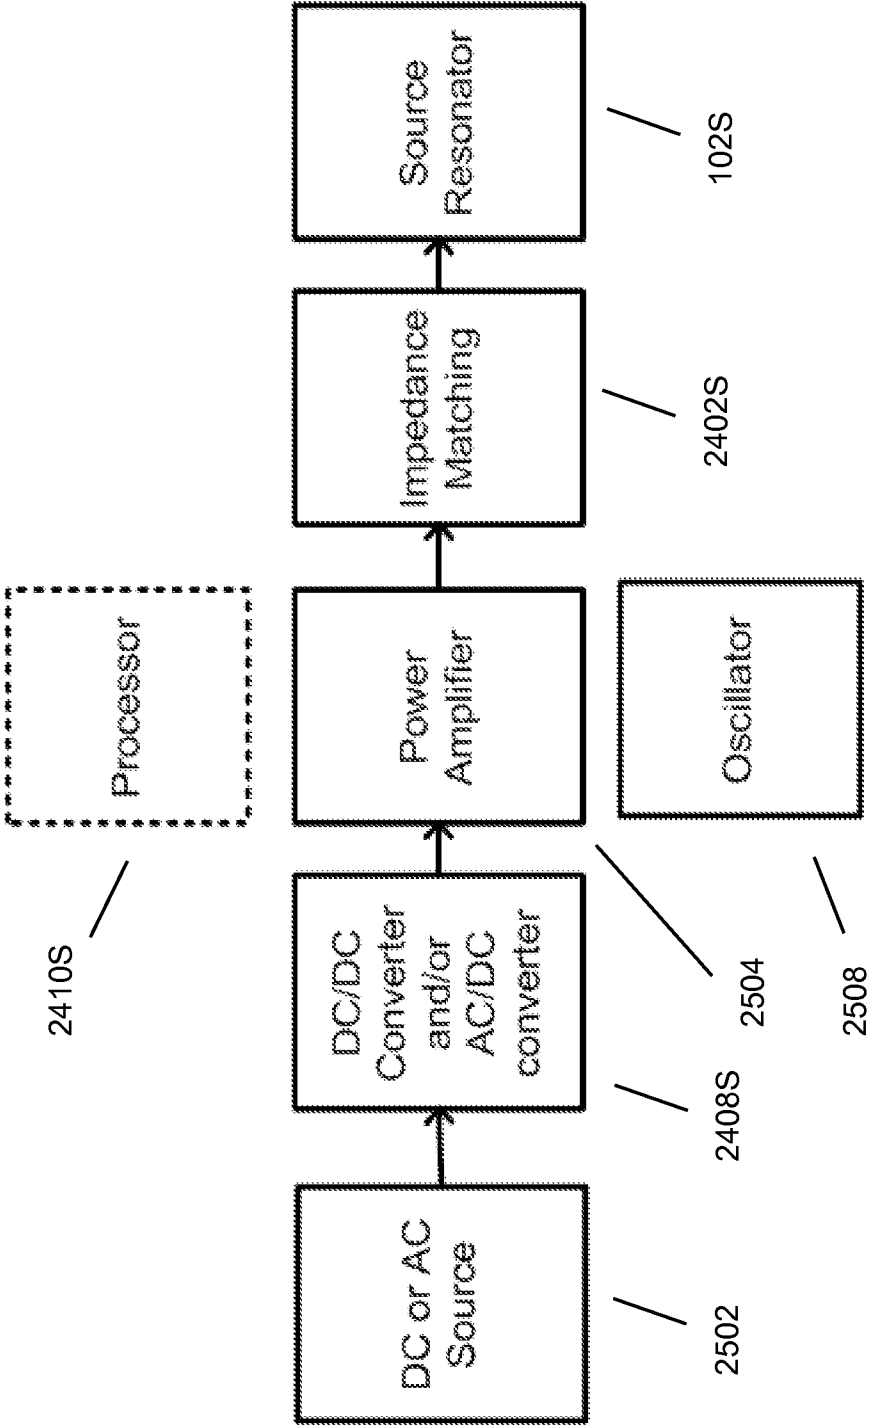 Processor
2410S
DC or AC
Source
2502
DC/DC
Converter
and/or
AC/DC
converter
2408S
Power
Amplifier
2504
Impedance
Matching
2402S
Source
Resonator
102S
Oscillator
2508